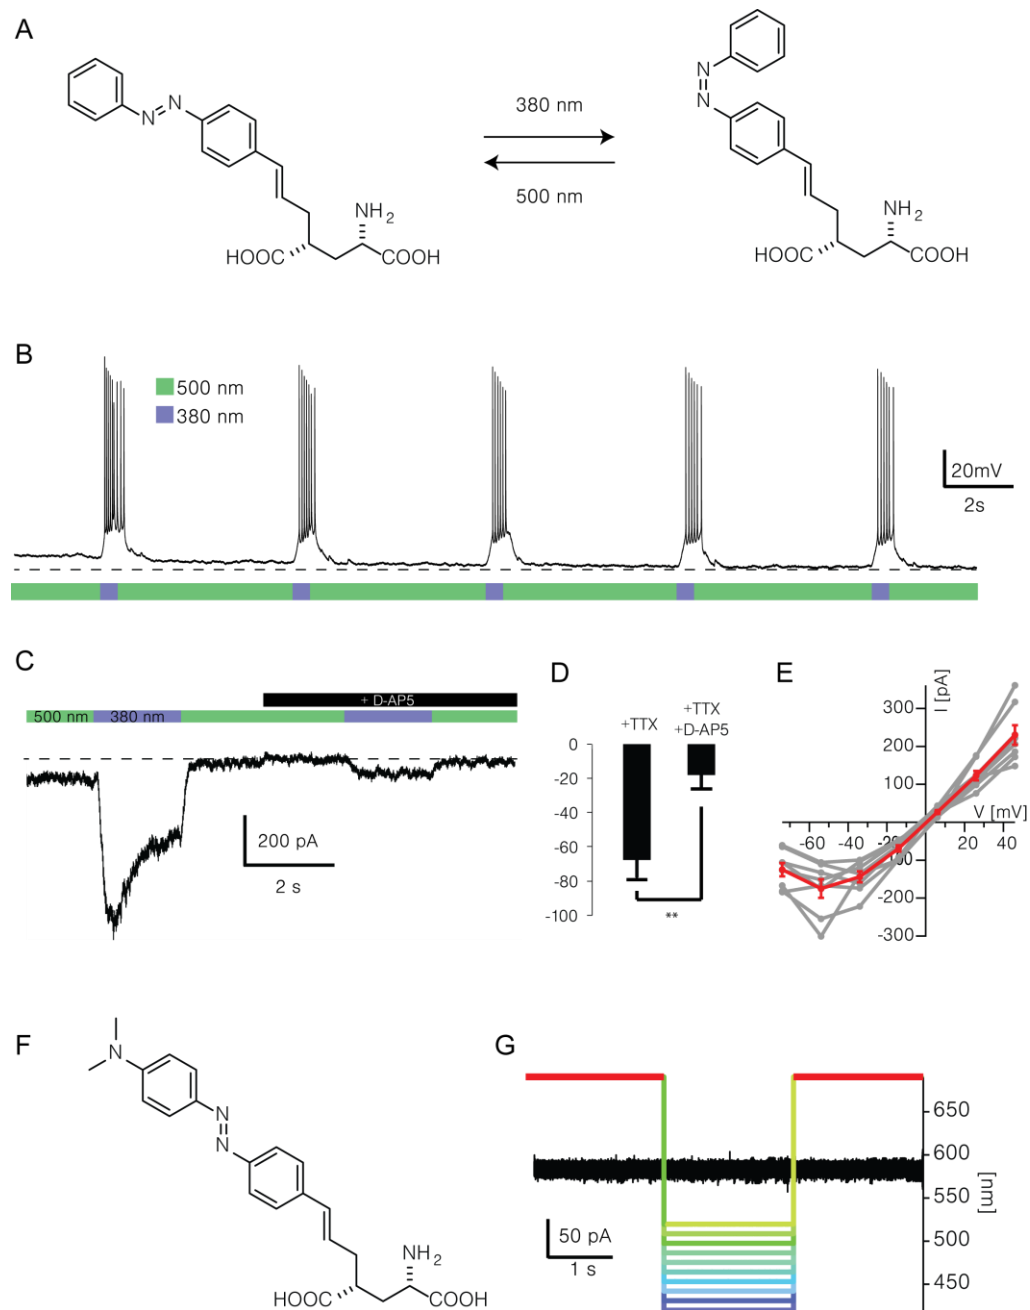 A
N
N
NH2
HOOC
COOH
380 nm
500 nm
N
N
NH2
HOOC
COOH
B
500 nm
380 nm
20mV
2s
C
+ D-AP5
500 nm
380 nm
200 pA
2 s
D
+TTX
+TTX
+D-AP5
0
-20
-40
-60
-80
-100
**
E
I [pA]
300
200
100
V [mV]
-60
-40
-20
20
40
-100
-200
-300
F
N
N
N
NH2
HOOC
COOH
G
650
600
550
500
450
[nm]
50 pA
1 s